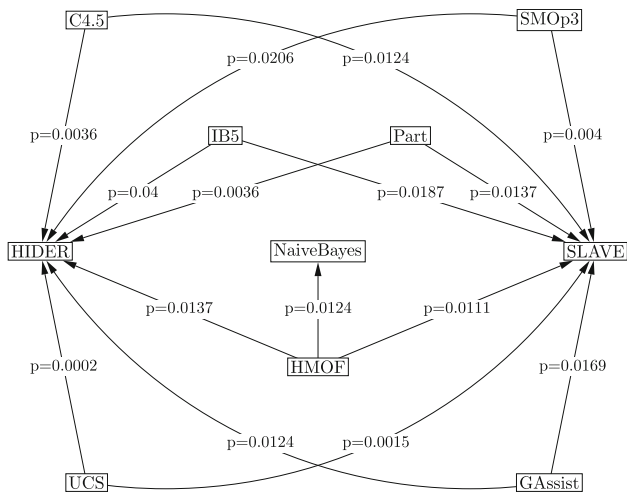 C4.5
SMOp3
p=0.0206
p=0.0124
p=0.0036
IB5
Part
p=0.004
p=0.04
p=0.0036
p=0.0187
p=0.0137
HIDER
NaiveBayes
SLAVE
p=0.0137
p=0.0124
p=0.0111
p=0.0002
HMOF
p=0.0169
p=0.0124
p=0.0015
UCS
GAssist